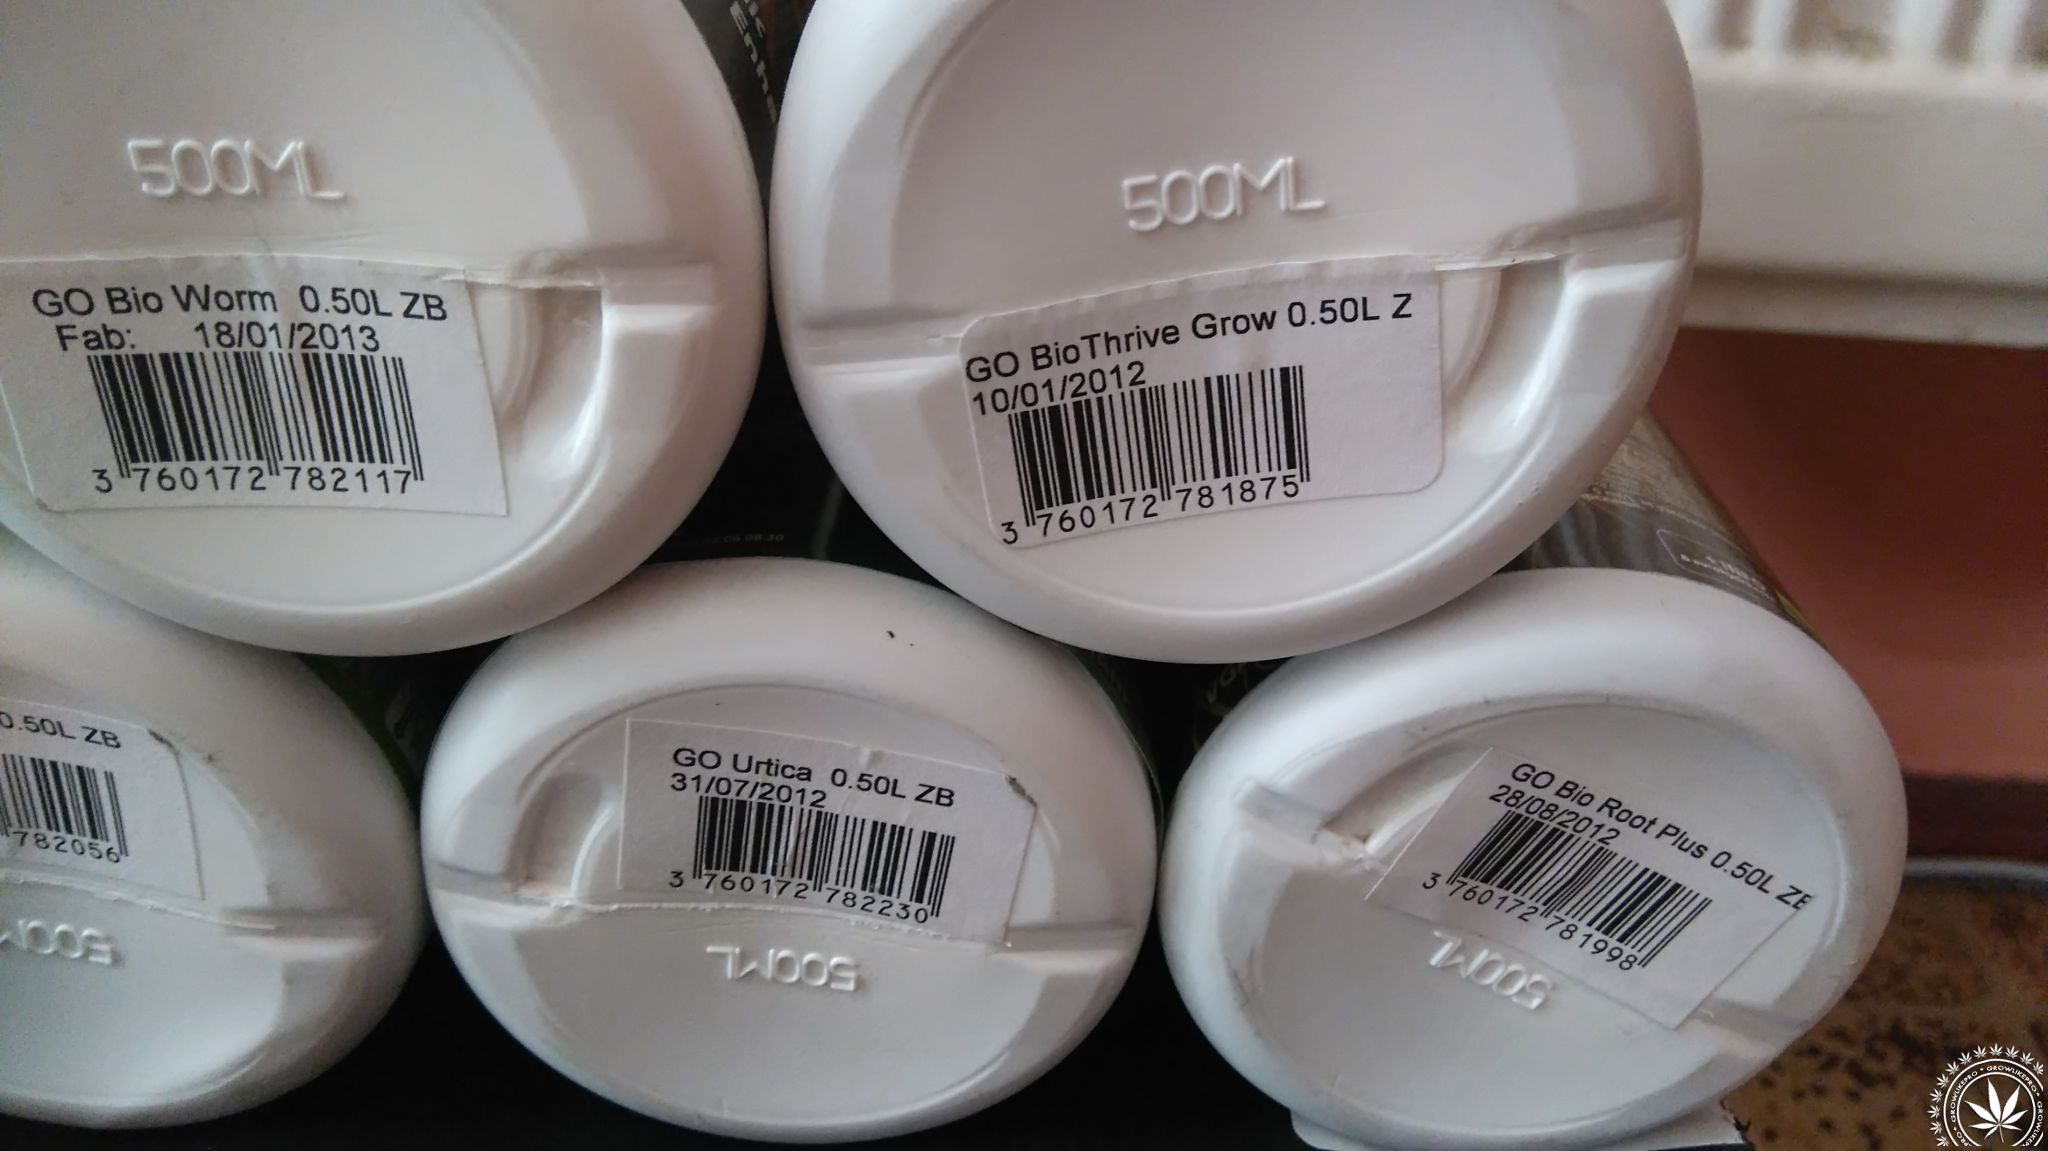 500ML
GO Bio Worm 0.50L ZB
Fab: 18/01/2013
3 760172 782117
500ML
GO BioThrive Grow 0.50L Z
10/01/2012
3 760172 781875
0.50L ZB
782056
500ML
GO Urtica 0.50L ZB
31/07/2012
3 760172 782230
500ML
GO Bio Root Plus 0.50L ZB
28/08/2012
3 760172 781998
500ML
GROWLIKEPRO